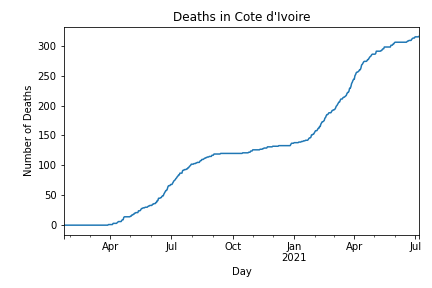 Deaths in Cote d'Ivoire
Number of Deaths
300
250
200
150
100
50
0
Apr
Jul
Oct
Jan
2021
Apr
Jul
Day